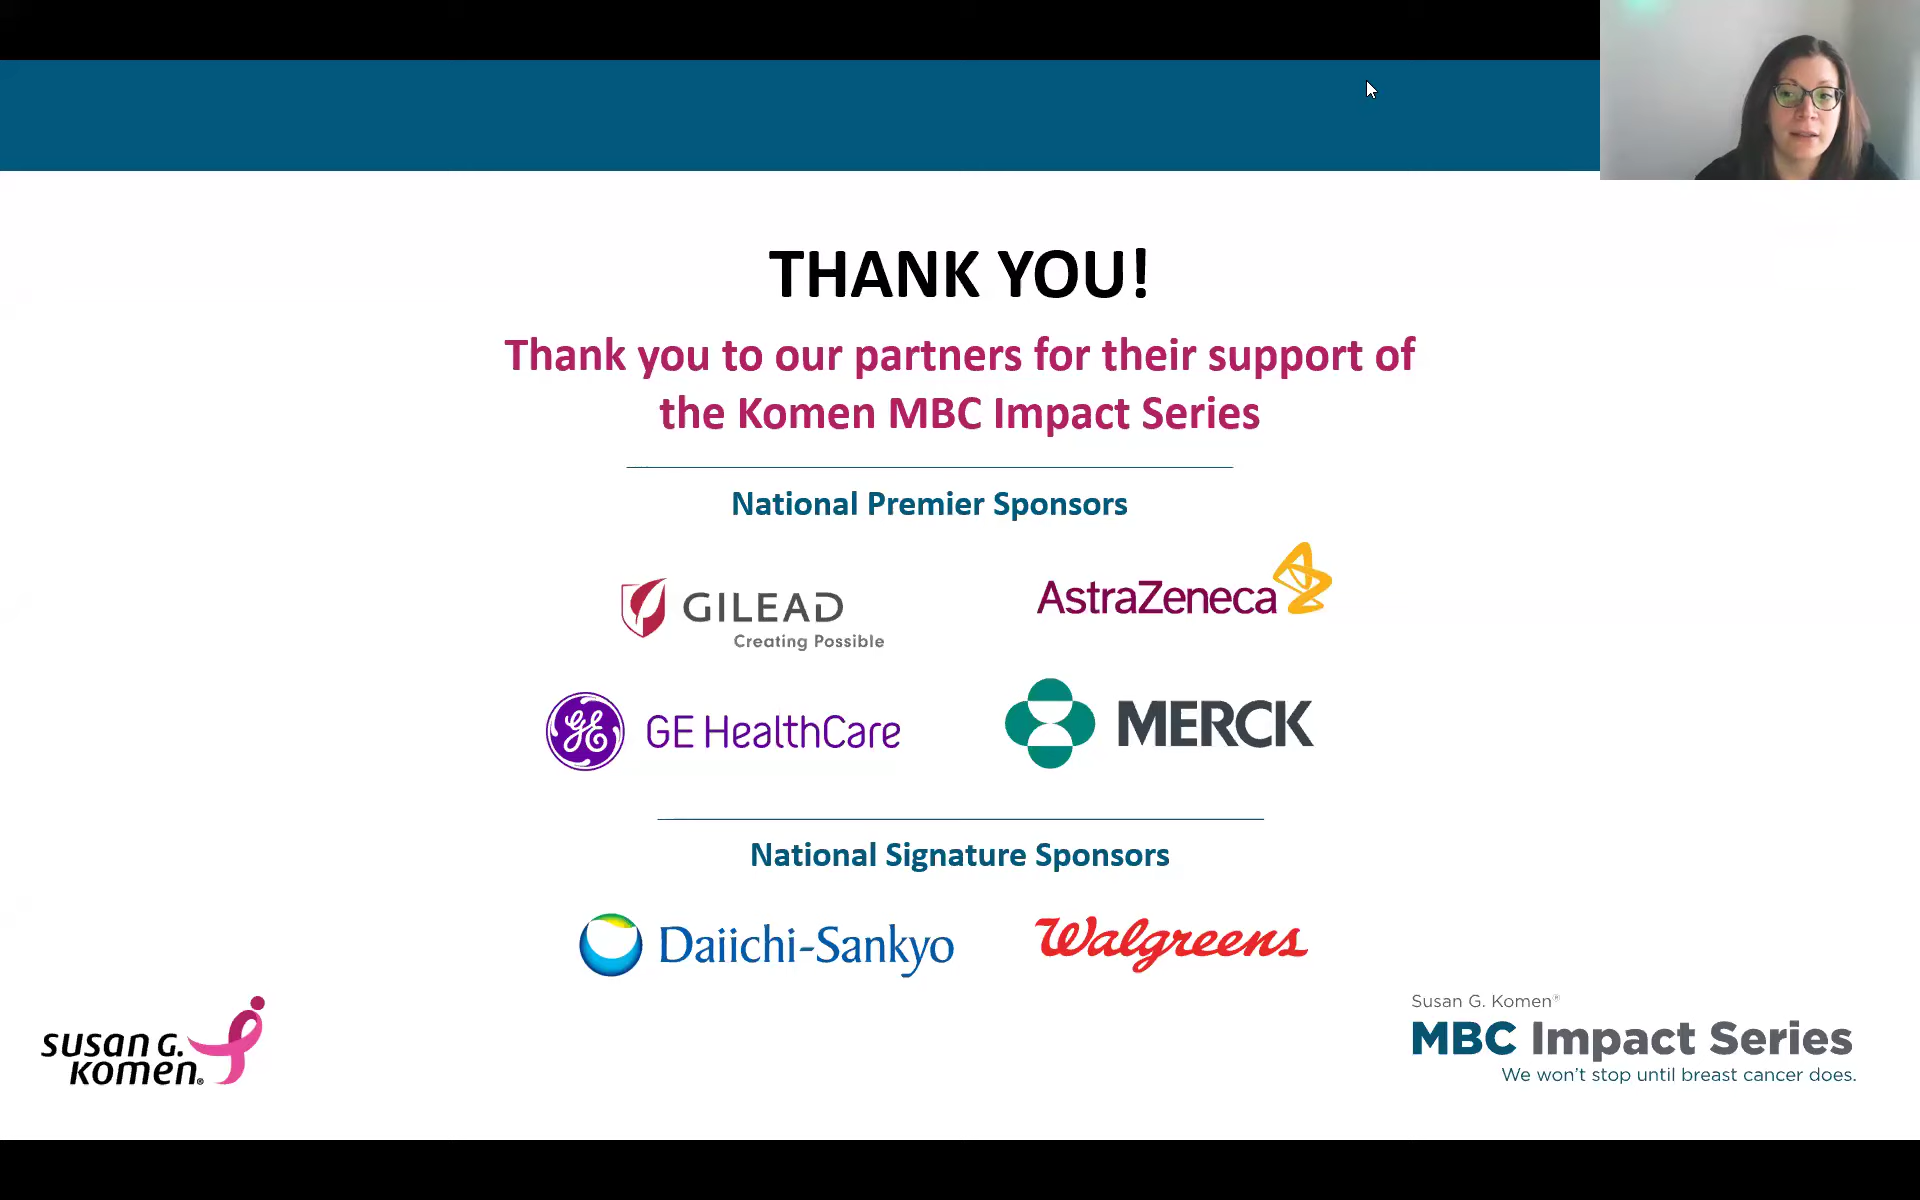 THANK YOU!
Thank you to our partners for their support of
the Komen MBC Impact Series
National Premier Sponsors
GILEAD
Creating Possible
AstraZeneca
GE GE HealthCare
MERCK
National Signature Sponsors
Daiichi-Sankyo
Walgreens
susan G.
komen®
Susan G. Komen®
MBC Impact Series
We won't stop until breast cancer does.